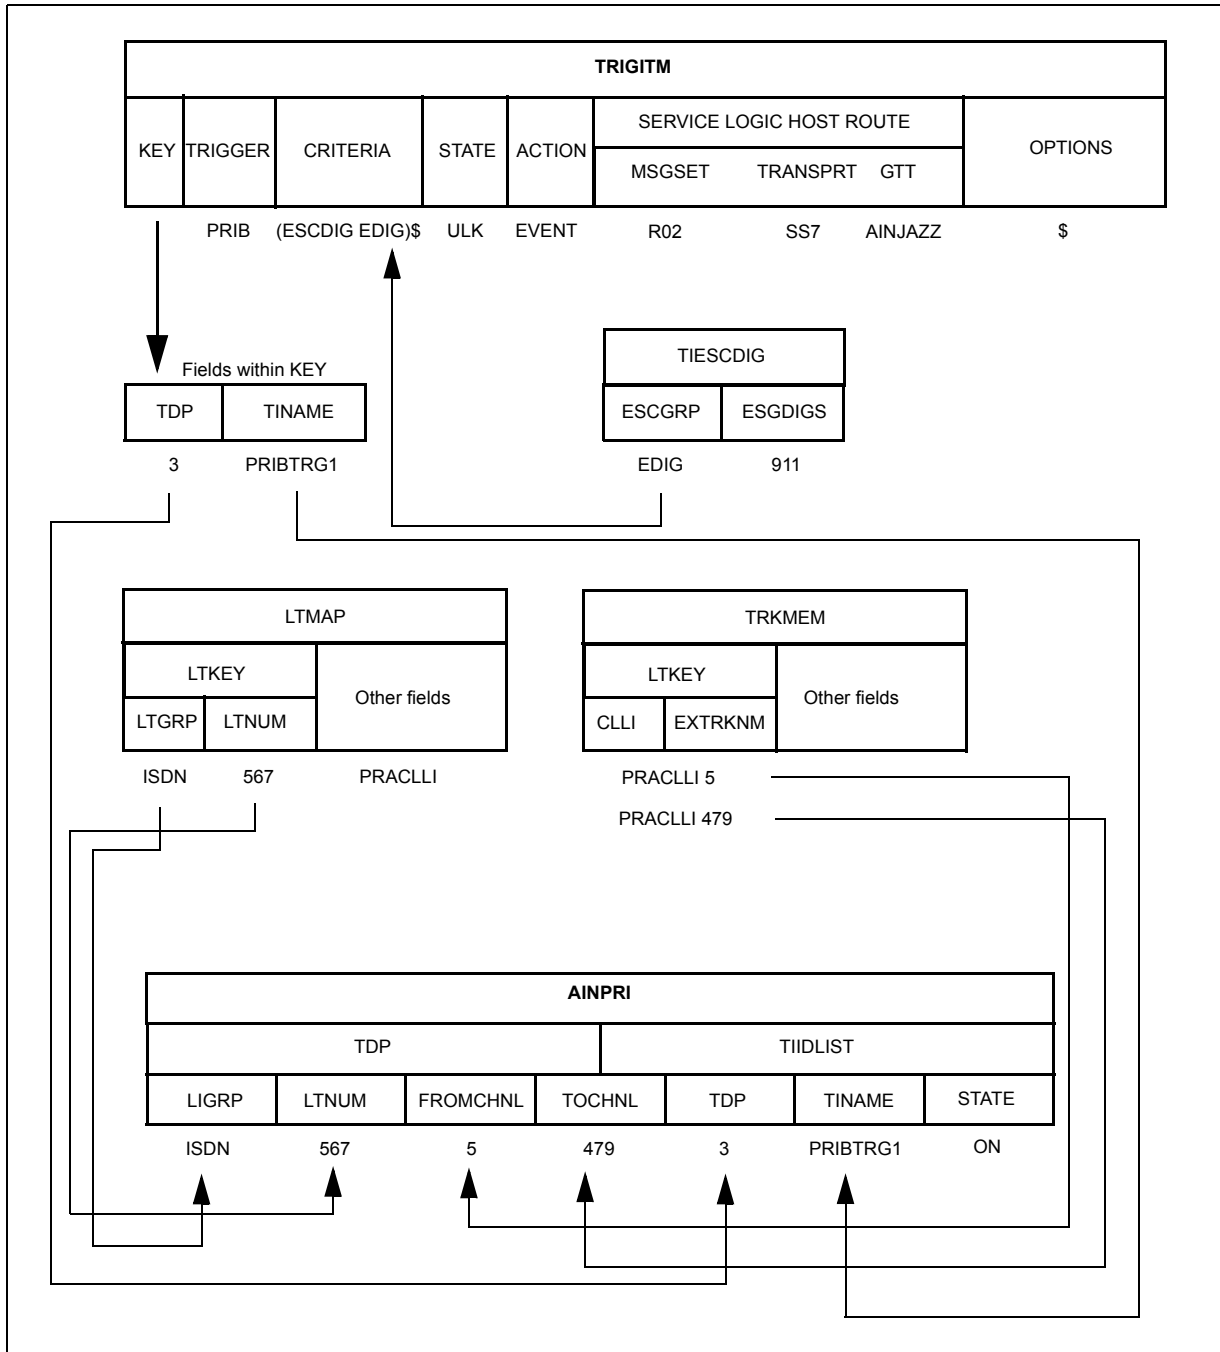 TRIGITM
KEY TRIGGER CRITERIA STATE ACTION SERVICE LOGIC HOST ROUTE OPTIONS
MSGSET TRANSPRT GTT
PRIB (ESCDIG EDIG)$ ULK EVENT R02 SS7 AINJAZZ $
Fields within KEY
TDP TINAME
3 PRIBTRG1
TIESCDIG
ESCGRP ESGDIGS
EDIG 911
LTMAP
LTKEY Other fields
LTGRP LTNUM
ISDN 567 PRACLLI
TRKMEM
LTKEY Other fields
CLLI EXTRKNM
PRACLLI 5
PRACLLI 479
AINPRI
TDP TIIDLIST
LIGRP LTNUM FROMCHNL TOCHNL TDP TINAME STATE
ISDN 567 5 479 3 PRIBTRG1 ON